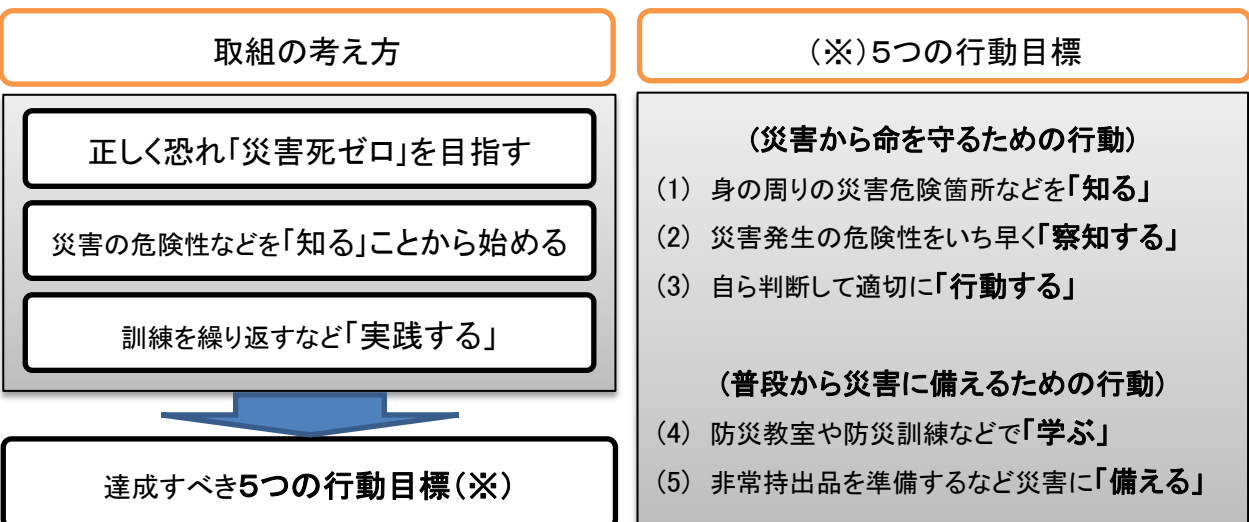 取組の考え方
正しく恐れ「災害死ゼロ」を目指す
災害の危険性などを「知る」ことから始める
訓練を繰り返すなど「実践する」
達成すべき5つの行動目標(※)
(※)5つの行動目標
(災害から命を守るための行動)
(1) 身の周りの災害危険箇所などを「知る」
(2) 災害発生の危険性をいち早く「察知する」
(3) 自ら判断して適切に「行動する」
(普段から災害に備えるための行動)
(4) 防災教室や防災訓練などで「学ぶ」
(5) 非常持出品を準備するなど災害に「備える」